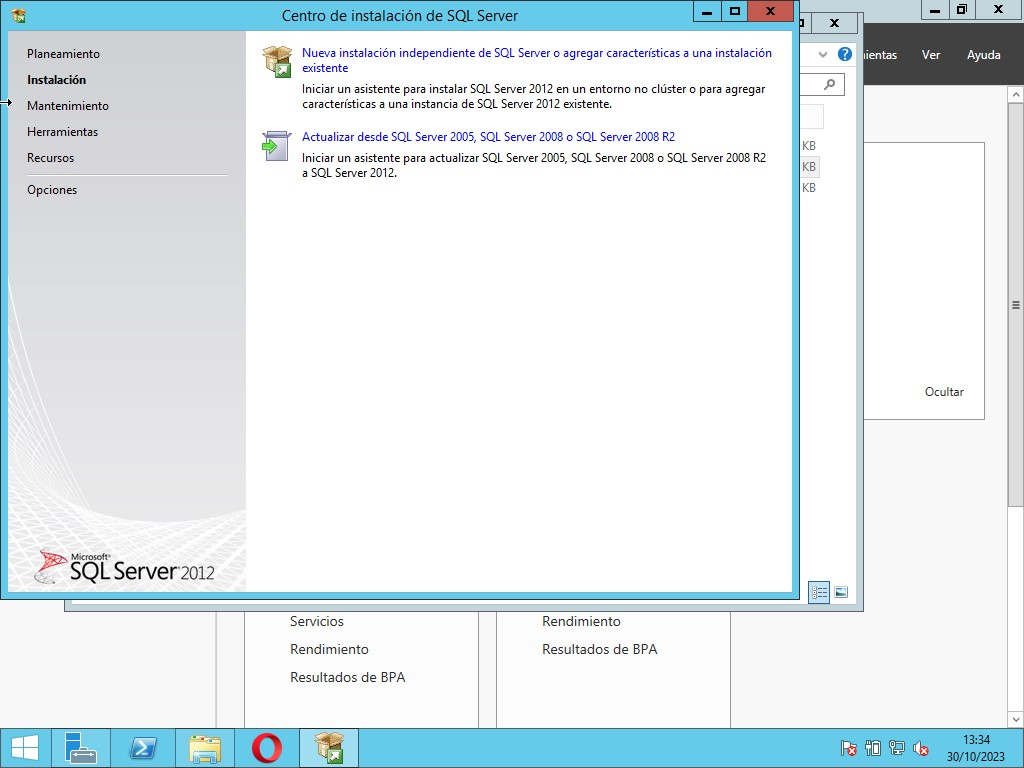 Centro de instalación de SQL Server
Planeamiento
Instalación
Mantenimiento
Herramientas
Recursos
Opciones
Nueva instalación independiente de SQL Server o agregar características a una instalación
existente
Iniciar un asistente para instalar SQL Server 2012 en un entorno no clúster o para agregar
características a una instancia de SQL Server 2012 existente.
Actualizar desde SQL Server 2005, SQL Server 2008 o SQL Server 2008 R2
Iniciar un asistente para actualizar SQL Server 2005, SQL Server 2008 o SQL Server 2008 R2
a SQL Server 2012.
Microsoft
SQL Server 2012
KB
KB
KB
ientas Ver Ayuda
Ocultar
Servicios
Rendimiento
Resultados de BPA
Rendimiento
Resultados de BPA
13:34
30/10/2023